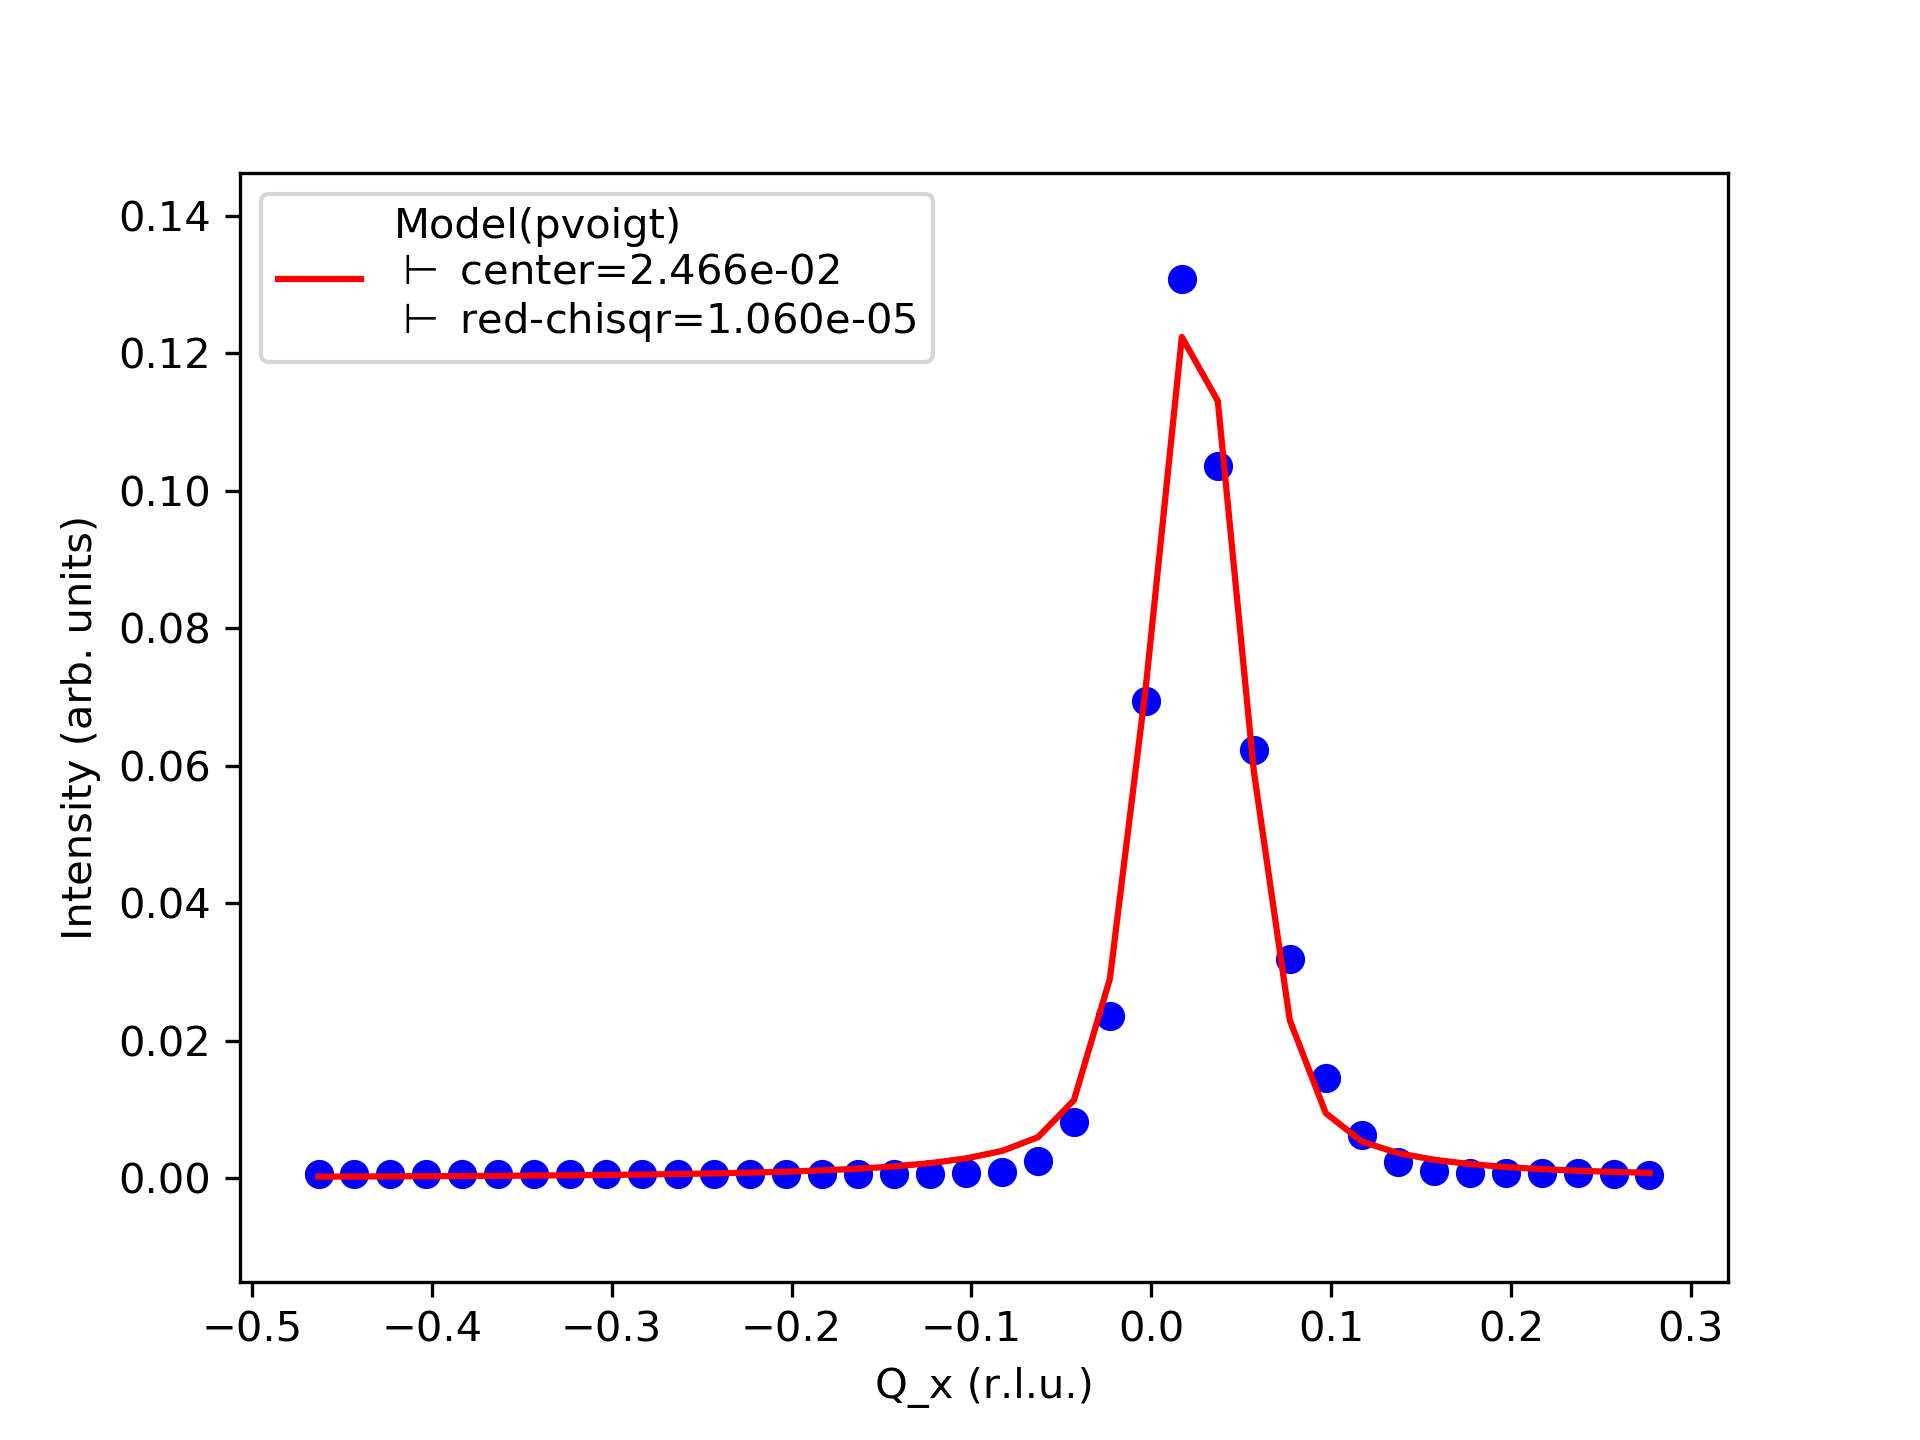 Model(pvoigt)
⊢ center=2.466e-02
⊢ red-chisqr=1.060e-05
0.14
0.12
0.10
0.08
0.06
0.04
0.02
0.00
Intensity (arb. units)
−0.5 −0.4 −0.3 −0.2 −0.1 0.0 0.1 0.2 0.3
Q_x (r.l.u.)